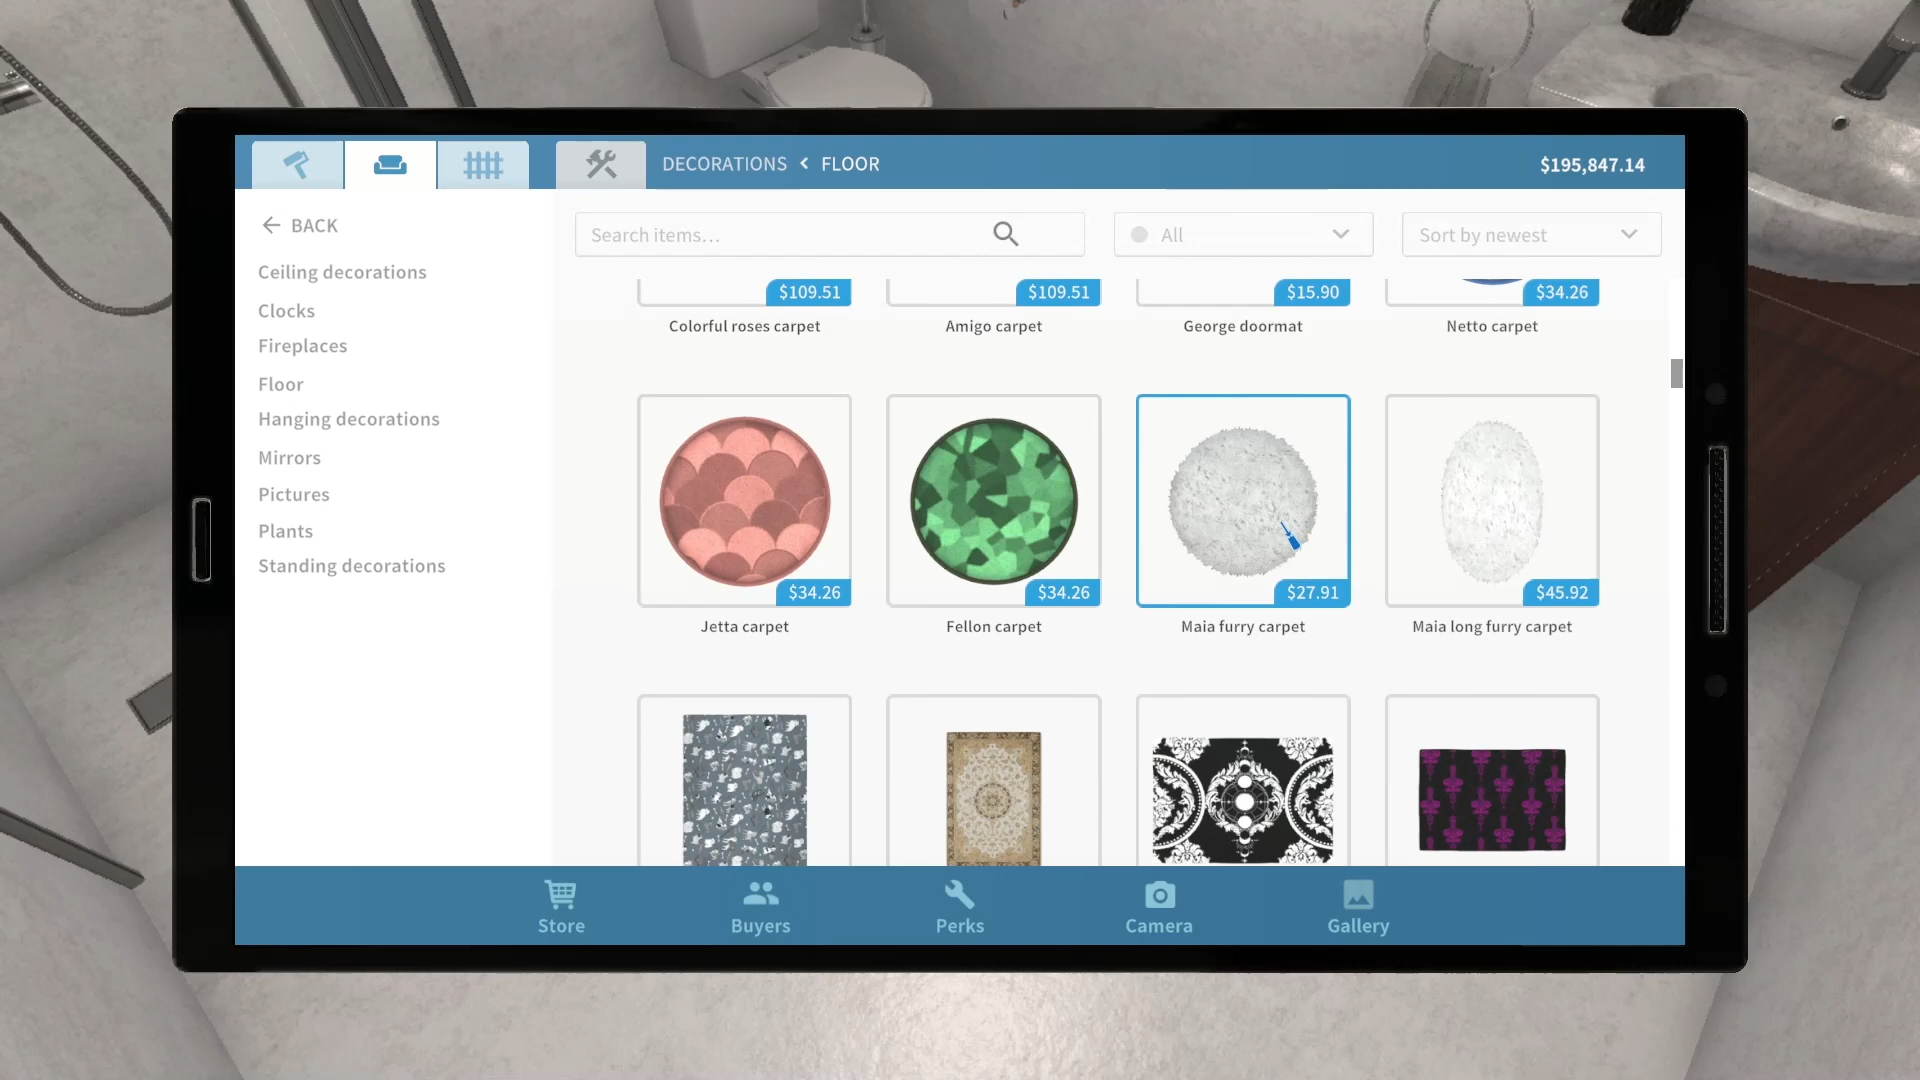 DECORATIONS < FLOOR
$195,847.14
BACK
Search items...
All
Sort by newest
Ceiling decorations
Clocks
Fireplaces
Floor
Hanging decorations
Mirrors
Pictures
Plants
Standing decorations
$109.51
$109.51
$15.90
$34.26
Colorful roses carpet
Amigo carpet
George doormat
Netto carpet
$34.26
$34.26
$27.91
$45.92
Jetta carpet
Fellon carpet
Maia furry carpet
Maia long furry carpet
Store
Buyers
Perks
Camera
Gallery